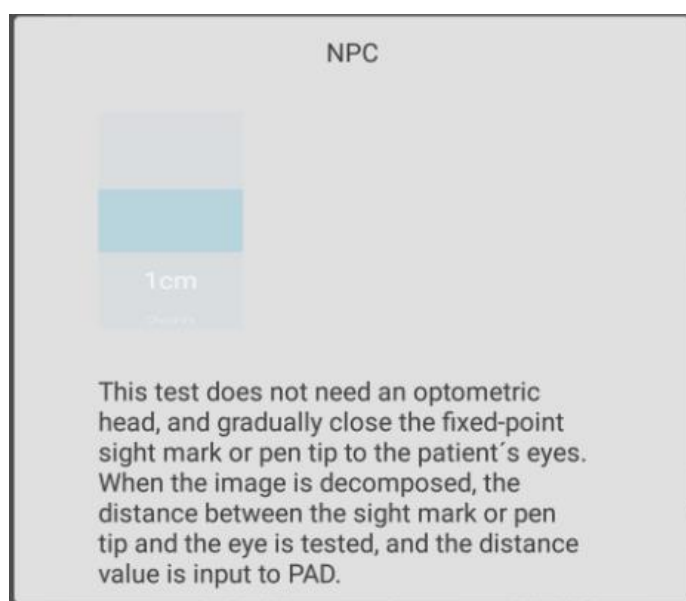 NPC
1cm
This test does not need an optometric
head, and gradually close the fixed-point
sight mark or pen tip to the patient´s eyes.
When the image is decomposed, the
distance between the sight mark or pen
tip and the eye is tested, and the distance
value is input to PAD.